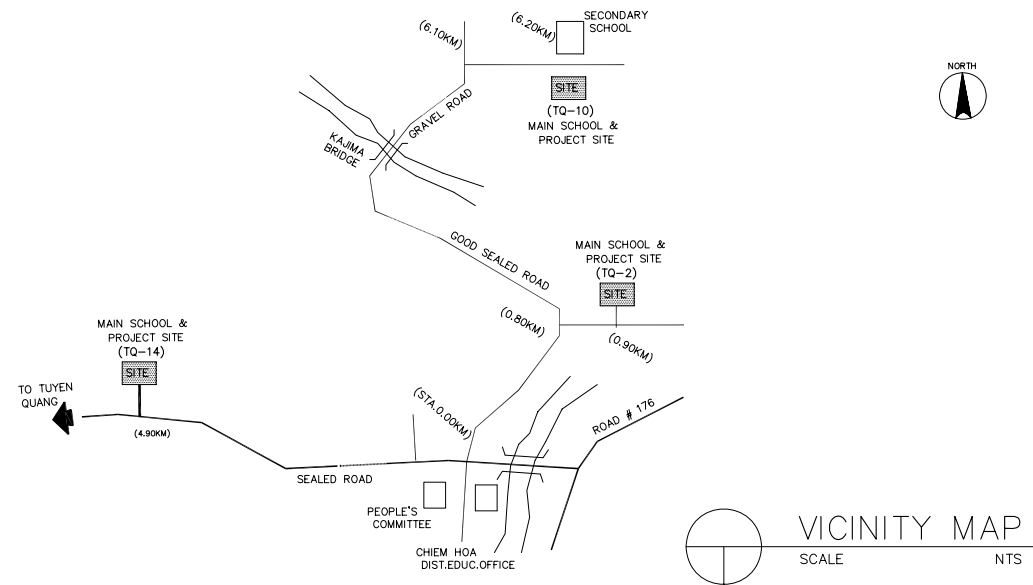 (6.10KM)
(6.20KM)
SECONDARY
SCHOOL
NORTH
SITE
(TQ-10)
MAIN SCHOOL &
PROJECT SITE
GRAVEL ROAD
KAJIMA
BRIDGE
GOOD SEALED ROAD
MAIN SCHOOL &
PROJECT SITE
(TQ-2)
SITE
(0.80KM)
(0.90KM)
MAIN SCHOOL &
PROJECT SITE
(TQ-14)
SITE
TO TUYEN
QUANG
(4.90KM)
(STA.0.00KM)
ROAD # 176
SEALED ROAD
PEOPLE'S
COMMITTEE
CHIEM HOA
DIST.EDUC.OFFICE
VICINITY MAP
SCALE NTS